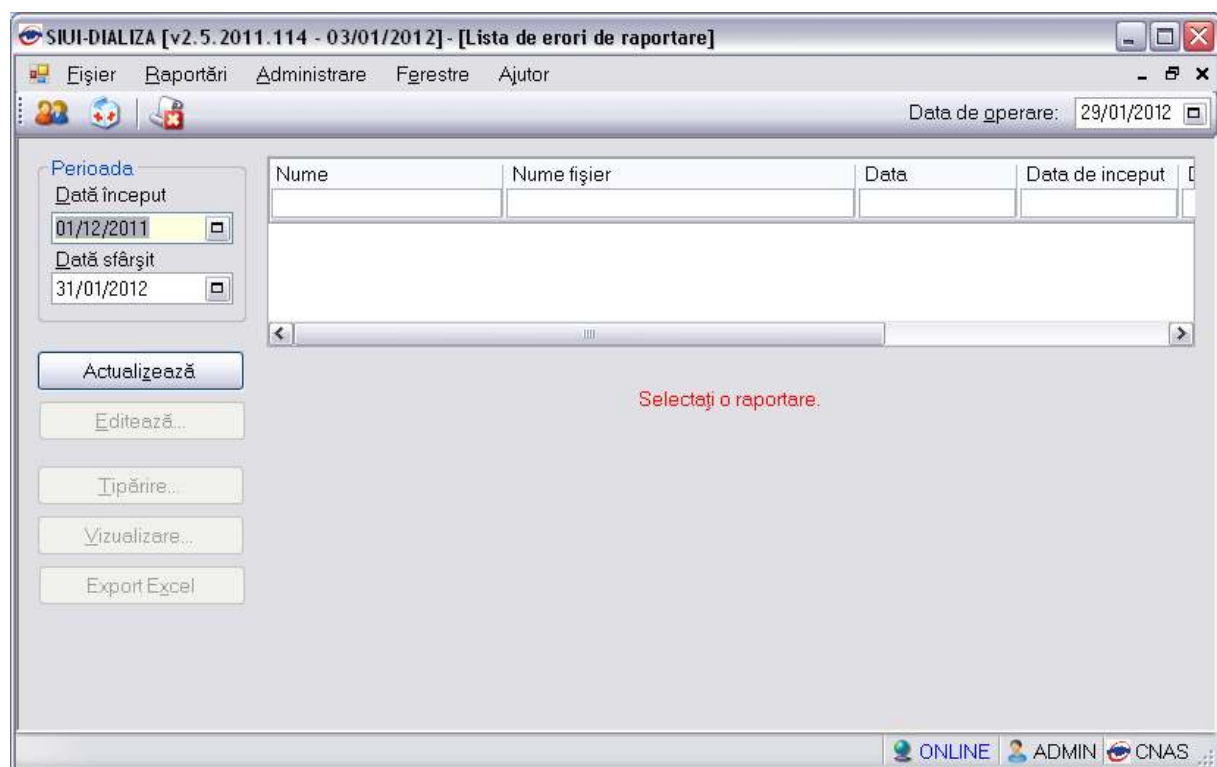 SIUI-DIALIZA [v2.5.2011.114 - 03/01/2012] - [Lista de erori de raportare]
Fişier Raportări Administrare Ferestre Ajutor
Data de operare: 29/01/2012
Perioada
Dată început
01/12/2011
Dată sfârşit
31/01/2012
Nume Nume fişier Data Data de inceput D
Actualizează
Editează...
Tipărire...
Vizualizare...
Export Excel
Selectaţi o raportare.
ONLINE ADMIN CNAS